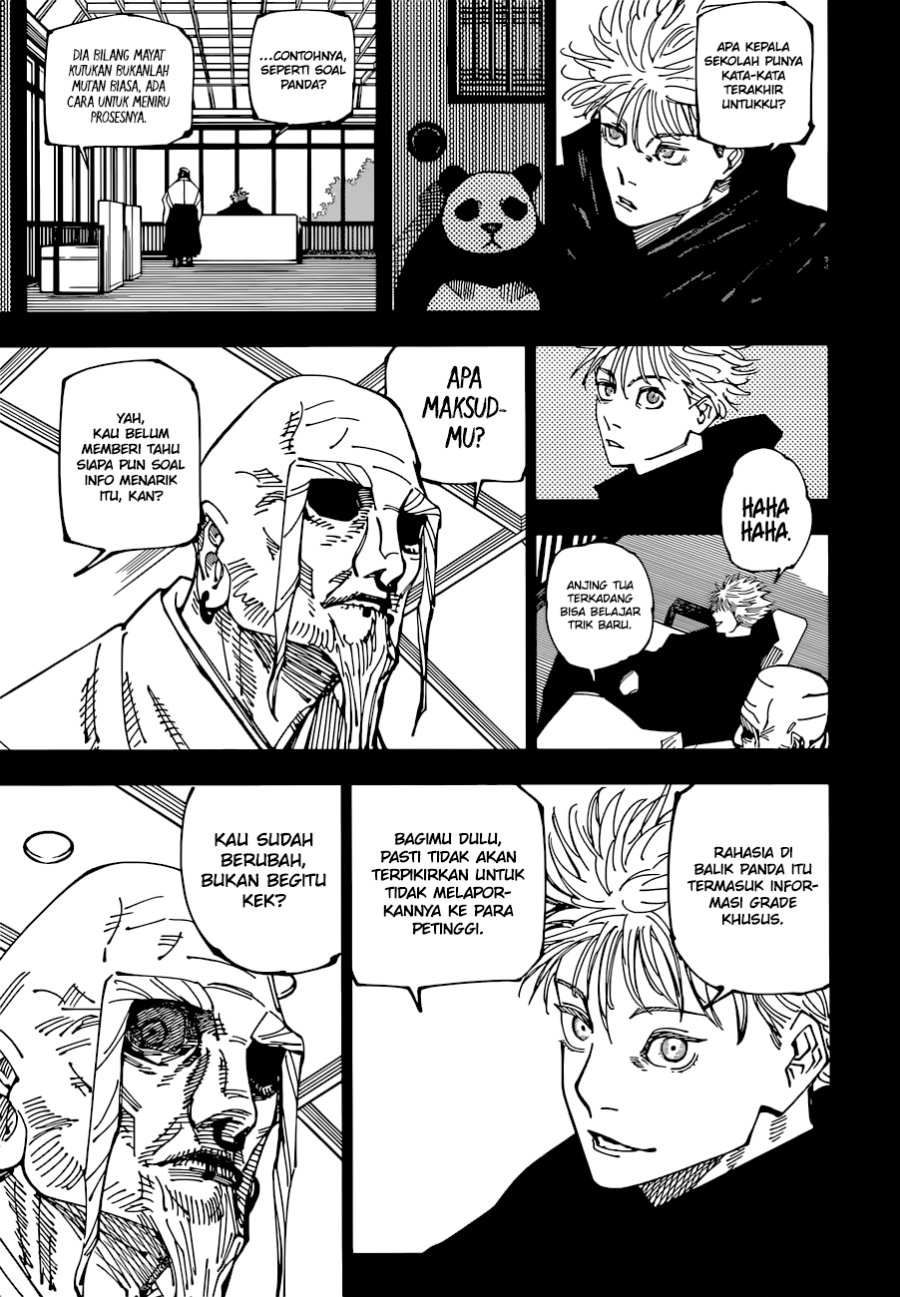 APA KEPALA
SEKOLAH PUNYA
KATA-KATA
TERAKHIR
UNTUKKU?
...CONTOHNYA,
SEPERTI SOAL
PANDA?
DIA BILANG MAYAT
KUTUKAN BUKANLAH
MUTAN BIASA, ADA
CARA UNTUK MENIRU
PROSESNYA.
HAHA
HAHA.
ANJING TUA
TERKADANG
BISA BELAJAR
TRIK BARU.
APA
MAKSUD-
MU?
YAH,
KAU BELUM
MEMBERI TAHU
SIAPA PUN SOAL
INFO MENARIK
ITU, KAN?
RAHASIA DI
BALIK PANDA ITU
TERMASUK INFOR-
MASI GRADE
KHUSUS.
BAGIMU DULU,
PASTI TIDAK AKAN
TERPIKIRKAN UNTUK
TIDAK MELAPOR-
KANNYA KE PARA
PETINGGI.
KAU SUDAH
BERUBAH,
BUKAN BEGITU
KEK?